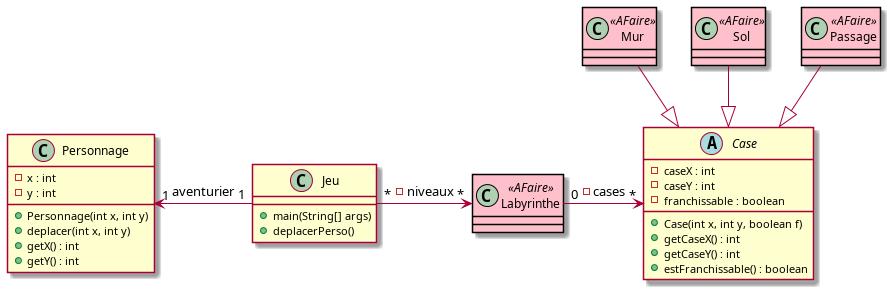 C «AFaire» Mur
C «AFaire» Sol
C «AFaire» Passage
C Personnage
x : int
y : int
Personnage(int x, int y)
deplacer(int x, int y)
getX() : int
getY() : int
1 aventurier 1
C Jeu
main(String[] args)
deplacerPerso()
* niveaux *
C «AFaire» Labyrinthe
0 cases *
A Case
caseX : int
caseY : int
franchissable : boolean
Case(int x, int y, boolean f)
getCaseX() : int
getCaseY() : int
estFranchissable() : boolean